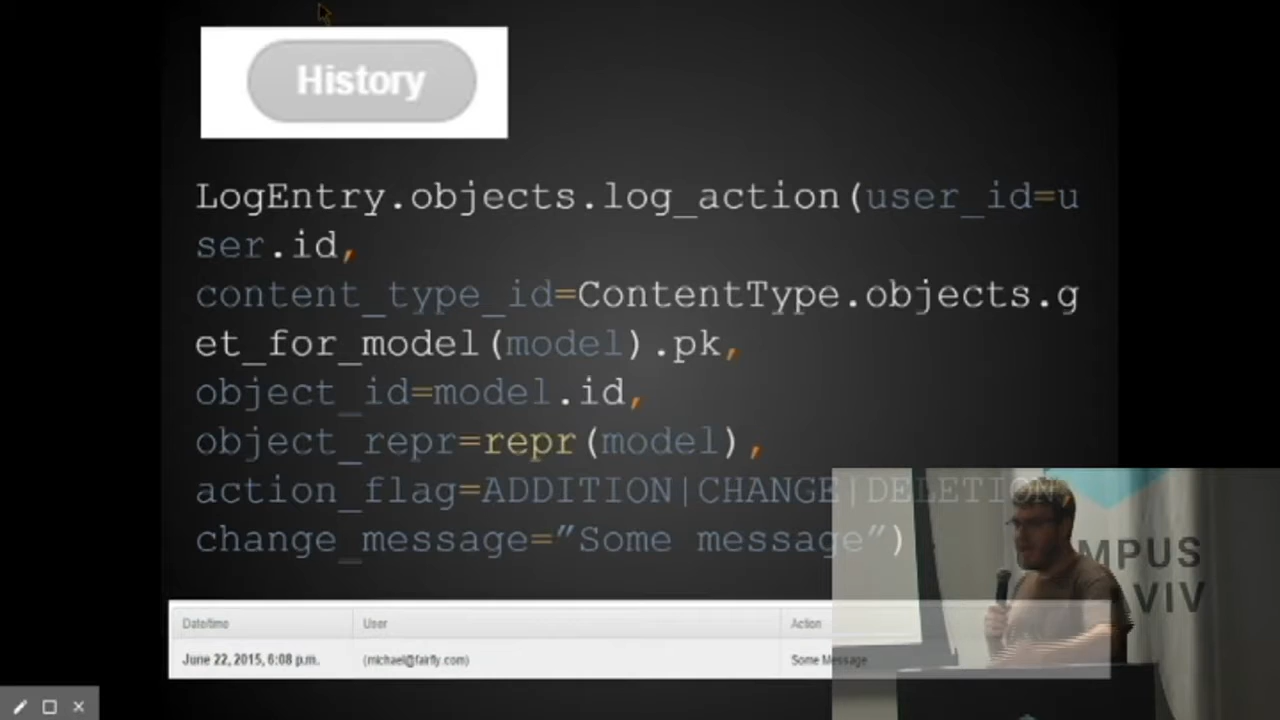 History
LogEntry.objects.log_action(user_id=u
ser.id,
content_type_id=ContentType.objects.g
et_for_model(model).pk,
object_id=model.id,
object_repr=repr(model),
action_flag=ADDITION|CHANGE|DELETION,
change_message=”Some message”)
Date/time User Action
June 22, 2015, 6:08 p.m. (michael@fairfly.com) Some Message
MPUS
AVIV